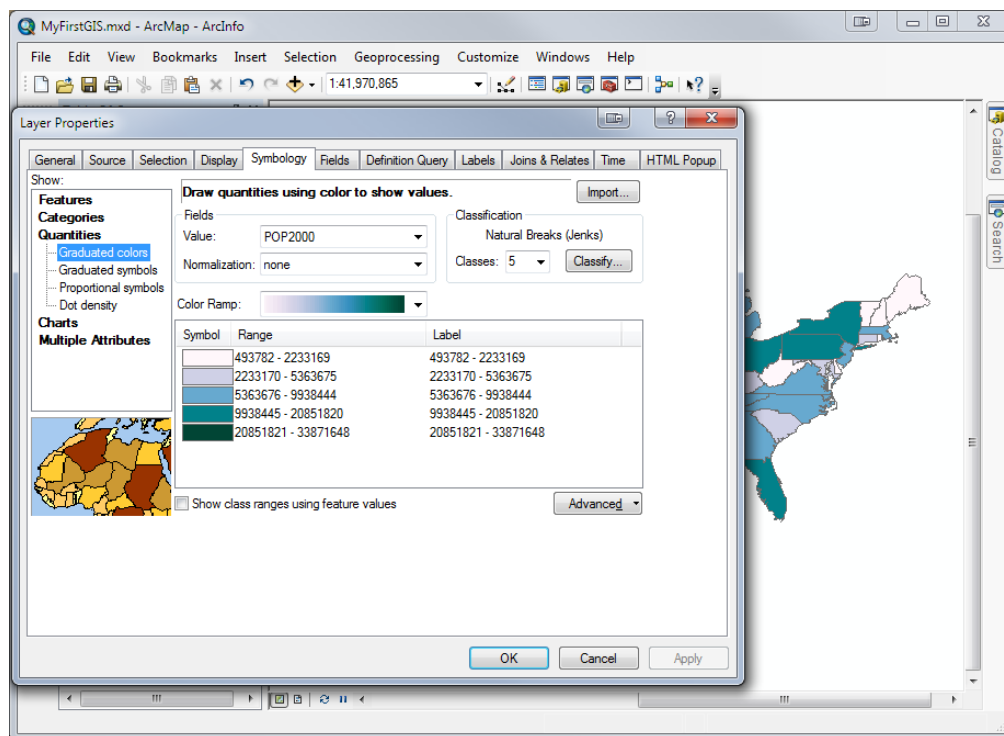 MyFirstGIS.mxd - ArcMap - ArcInfo
File Edit View Bookmarks Insert Selection Geoprocessing Customize Windows Help
1:41,970,865
Layer Properties
General Source Selection Display Symbology Fields Definition Query Labels Joins & Relates Time HTML Popup
Show:
Features
Categories
Quantities
Graduated colors
Graduated symbols
Proportional symbols
Dot density
Charts
Multiple Attributes
Draw quantities using color to show values.
Import...
Fields
Value: POP2000
Normalization: none
Classification
Natural Breaks (Jenks)
Classes: 5 Classify...
Color Ramp:
Symbol Range Label
493782 - 2233169 493782 - 2233169
2233170 - 5363675 2233170 - 5363675
5363676 - 9938444 5363676 - 9938444
9938445 - 20851820 9938445 - 20851820
20851821 - 33871648 20851821 - 33871648
Show class ranges using feature values
Advanced
OK Cancel Apply
Catalog
Search